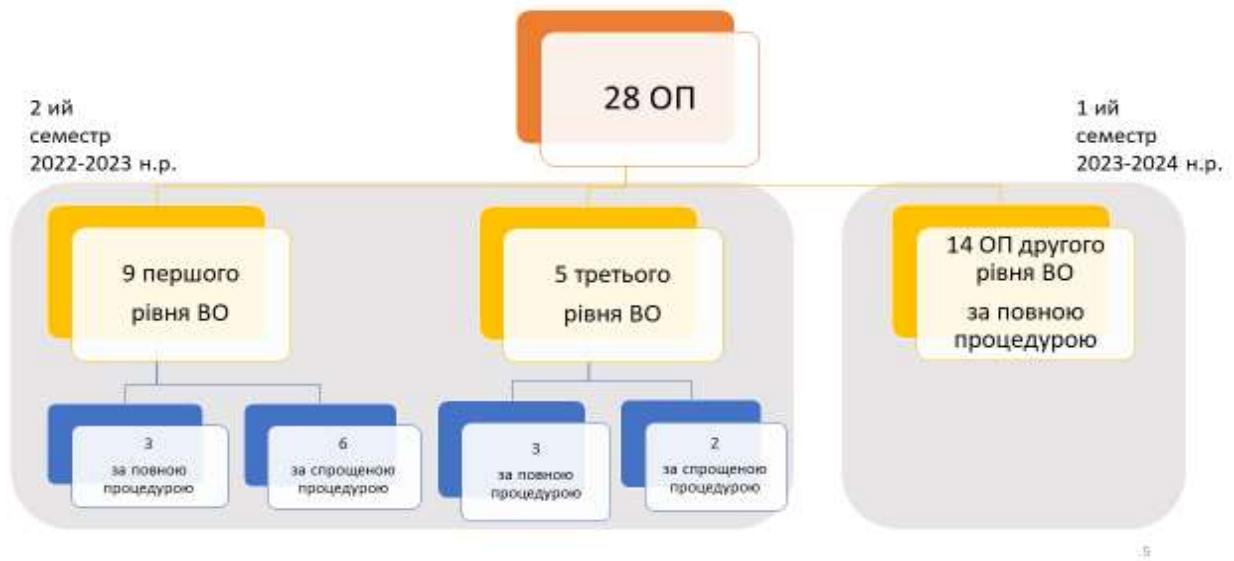 28 ОП
2 ий
семестр
2022-2023 н.р.
1 ий
семестр
2023-2024 н.р.
9 першого
рівня ВО
5 третього
рівня ВО
14 ОП другого
рівня ВО
за повною
процедурою
3
за повною
процедурою
6
за спрощеною
процедурою
3
за повною
процедурою
2
за спрощеною
процедурою
5